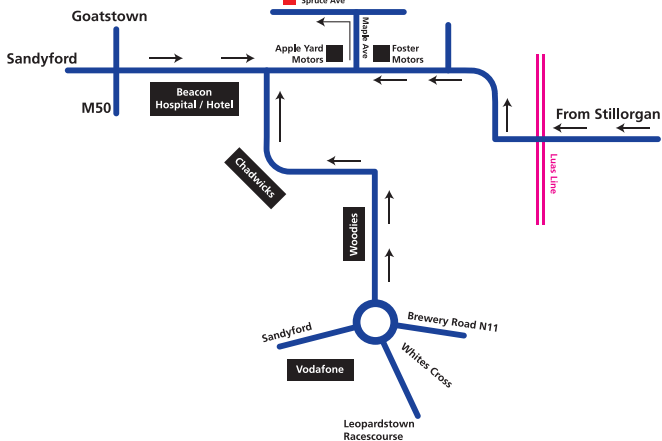 Spruce Ave
Goatstown
Maple Ave
Sandyford
Apple Yard
Motors
Foster
Motors
M50
Beacon
Hospital / Hotel
From Stillorgan
Luas Line
Chadwicks
Woodies
Sandyford
Brewery Road N11
Whites Cross
Vodafone
Leopardstown
Racescourse